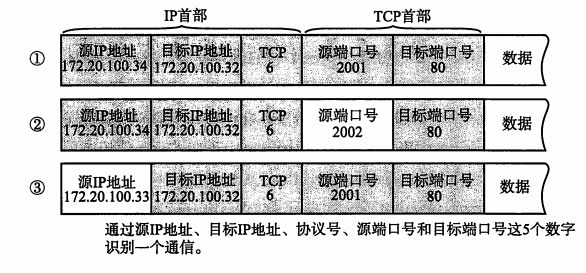 IP首部 TCP首部
① 源IP地址 目标IP地址 TCP 源端口号 目标端口号 数据
172.20.100.34 172.20.100.32 6 2001 80
② 源IP地址 目标IP地址 TCP 源端口号 目标端口号 数据
172.20.100.34 172.20.100.32 6 2002 80
③ 源IP地址 目标IP地址 TCP 源端口号 目标端口号 数据
172.20.100.33 172.20.100.32 6 2001 80
通过源IP地址、目标IP地址、协议号、源端口号和目标端口号这5个数字
识别一个通信。